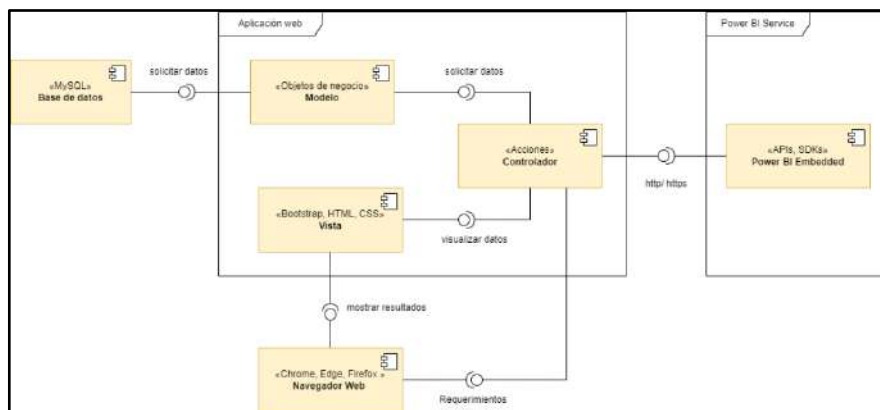 Aplicación web
Power BI Service
«MySQL»
Base de datos
solicitar datos
«Objetos de negocio»
Modelo
solicitar datos
«Acciones»
Controlador
http/ https
«APIs, SDKs»
Power BI Embedded
«Bootstrap, HTML, CSS»
Vista
visualizar datos
mostrar resultados
«Chrome, Edge, Firefox »
Navegador Web
Requerimientos